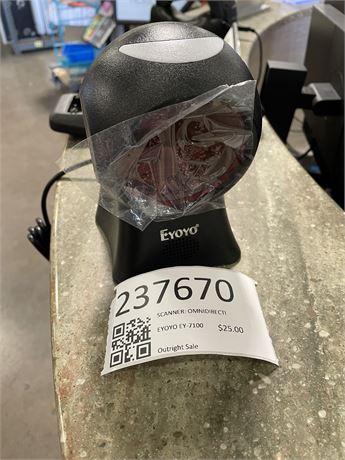 EYOYO
237670
SCANNER: OMNIDIRECTI
EYOYO EY-7100 $25.00
Outright Sale